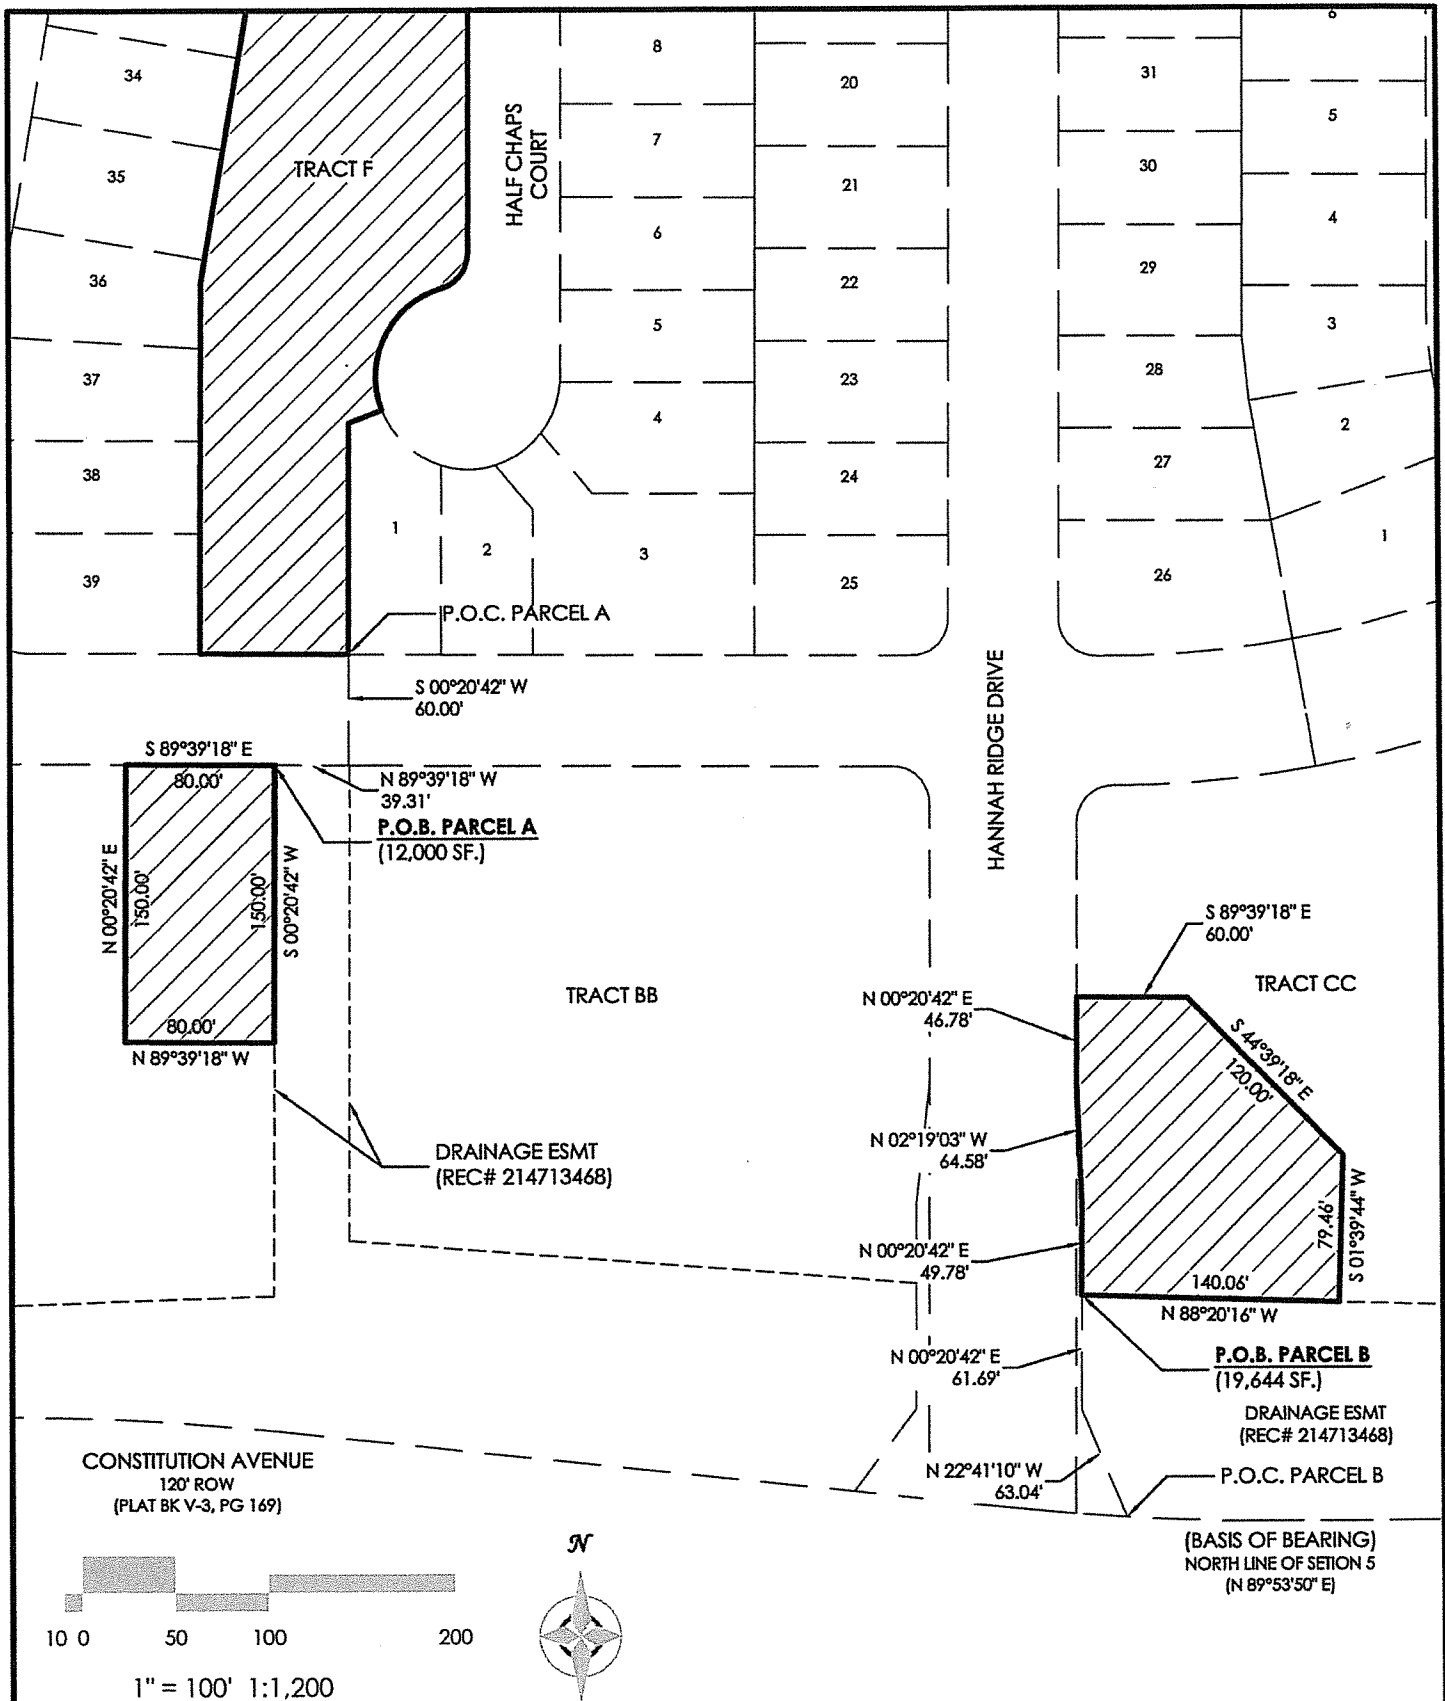 34
35
36
37
38
39
TRACT F
HALF CHAPS
COURT
8
7
6
5
4
3
1
2
20
21
22
23
24
25
31
30
29
28
27
26
6
5
4
3
2
1
P.O.C. PARCEL A
S 00°20'42" W
60.00'
S 89°39'18" E
80.00'
N 89°39'18" W
39.31'
P.O.B. PARCEL A
(12,000 SF.)
N 00°20'42" E
150.00'
150.00'
S 00°20'42" W
80.00'
N 89°39'18" W
HANNAH RIDGE DRIVE
TRACT BB
S 89°39'18" E
60.00'
TRACT CC
N 00°20'42" E
46.78'
S 44°39'18" E
120.00'
DRAINAGE ESMT
(REC# 214713468)
N 02°19'03" W
64.58'
N 00°20'42" E
49.78'
79.46'
S 01°39'44" W
140.06'
N 88°20'16" W
N 00°20'42" E
61.69'
P.O.B. PARCEL B
(19,644 SF.)
DRAINAGE ESMT
(REC# 214713468)
N 22°41'10" W
63.04'
P.O.C. PARCEL B
CONSTITUTION AVENUE
120' ROW
(PLAT BK V-3, PG 169)
(BASIS OF BEARING)
NORTH LINE OF SETION 5
(N 89°53'50" E)
N
10 0 50 100 200
1" = 100' 1:1,200